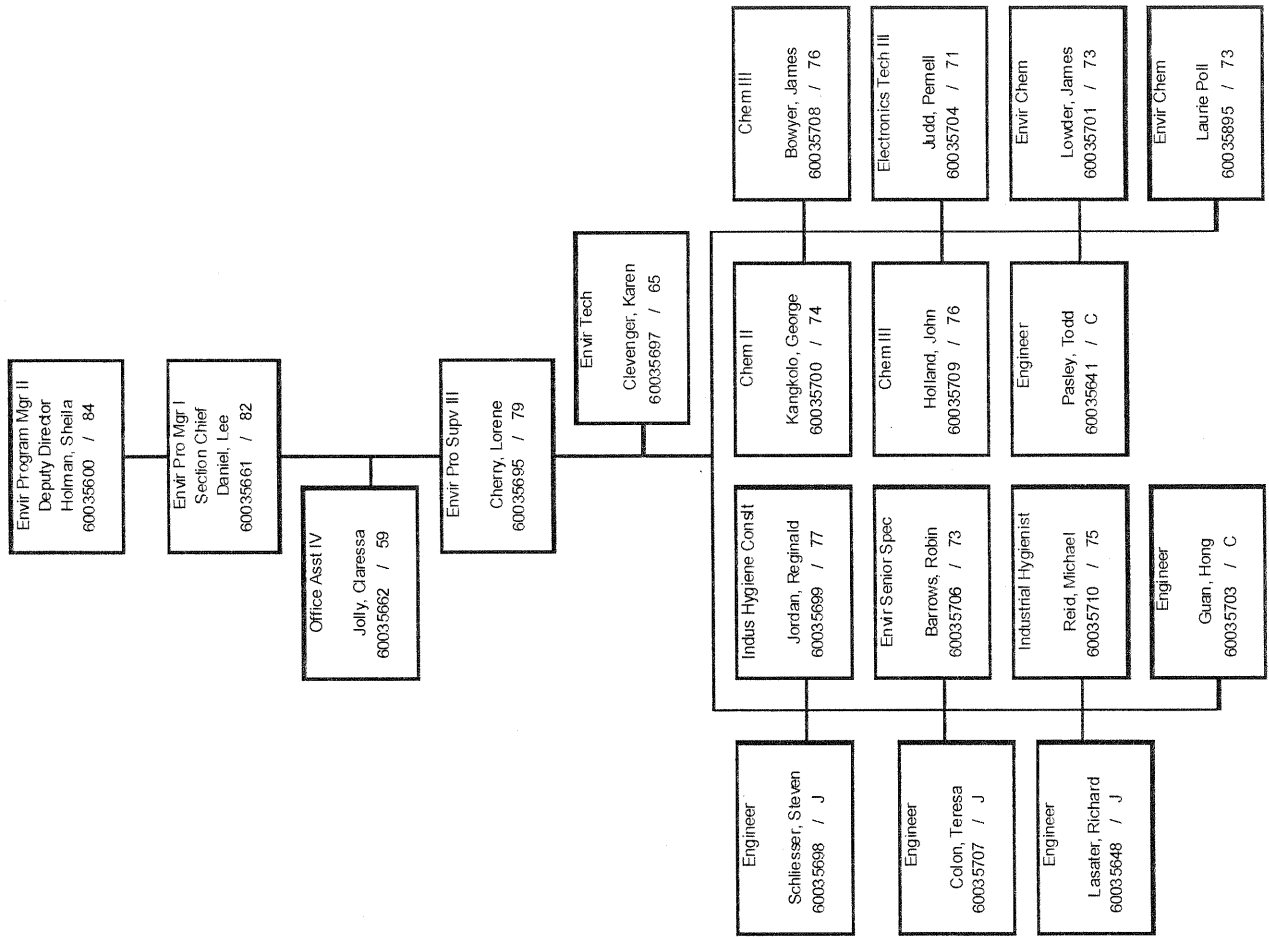 Envir Program Mgr II
Deputy Director
Holman, Sheila
60035600 / 84
Envir Pro Mgr I
Section Chief
Daniel, Lee
60035661 / 82
Office Asst IV
Jolly, Claressa
60035662 / 59
Envir Pro Supv III
Cherry, Lorene
60035695 / 79
Envir Tech
Clevenger, Karen
60035697 / 65
Engineer
Schliesser, Steven
60035698 / J
Indus Hygiene Conslt
Jordan, Reginald
60035699 / 77
Chem II
Kangkolo, George
60035700 / 74
Chem III
Bowyer, James
60035708 / 76
Engineer
Colon, Teresa
60035707 / J
Envir Senior Spec
Barrows, Robin
60035706 / 73
Chem III
Holland, John
60035709 / 76
Electronics Tech III
Judd, Pernell
60035704 / 71
Engineer
Lasater, Richard
60035648 / J
Industrial Hygienist
Reid, Michael
60035710 / 75
Engineer
Pasley, Todd
60035641 / C
Envir Chem
Lowder, James
60035701 / 73
Engineer
Guan, Hong
60035703 / C
Envir Chem
Laurie Poll
60035895 / 73